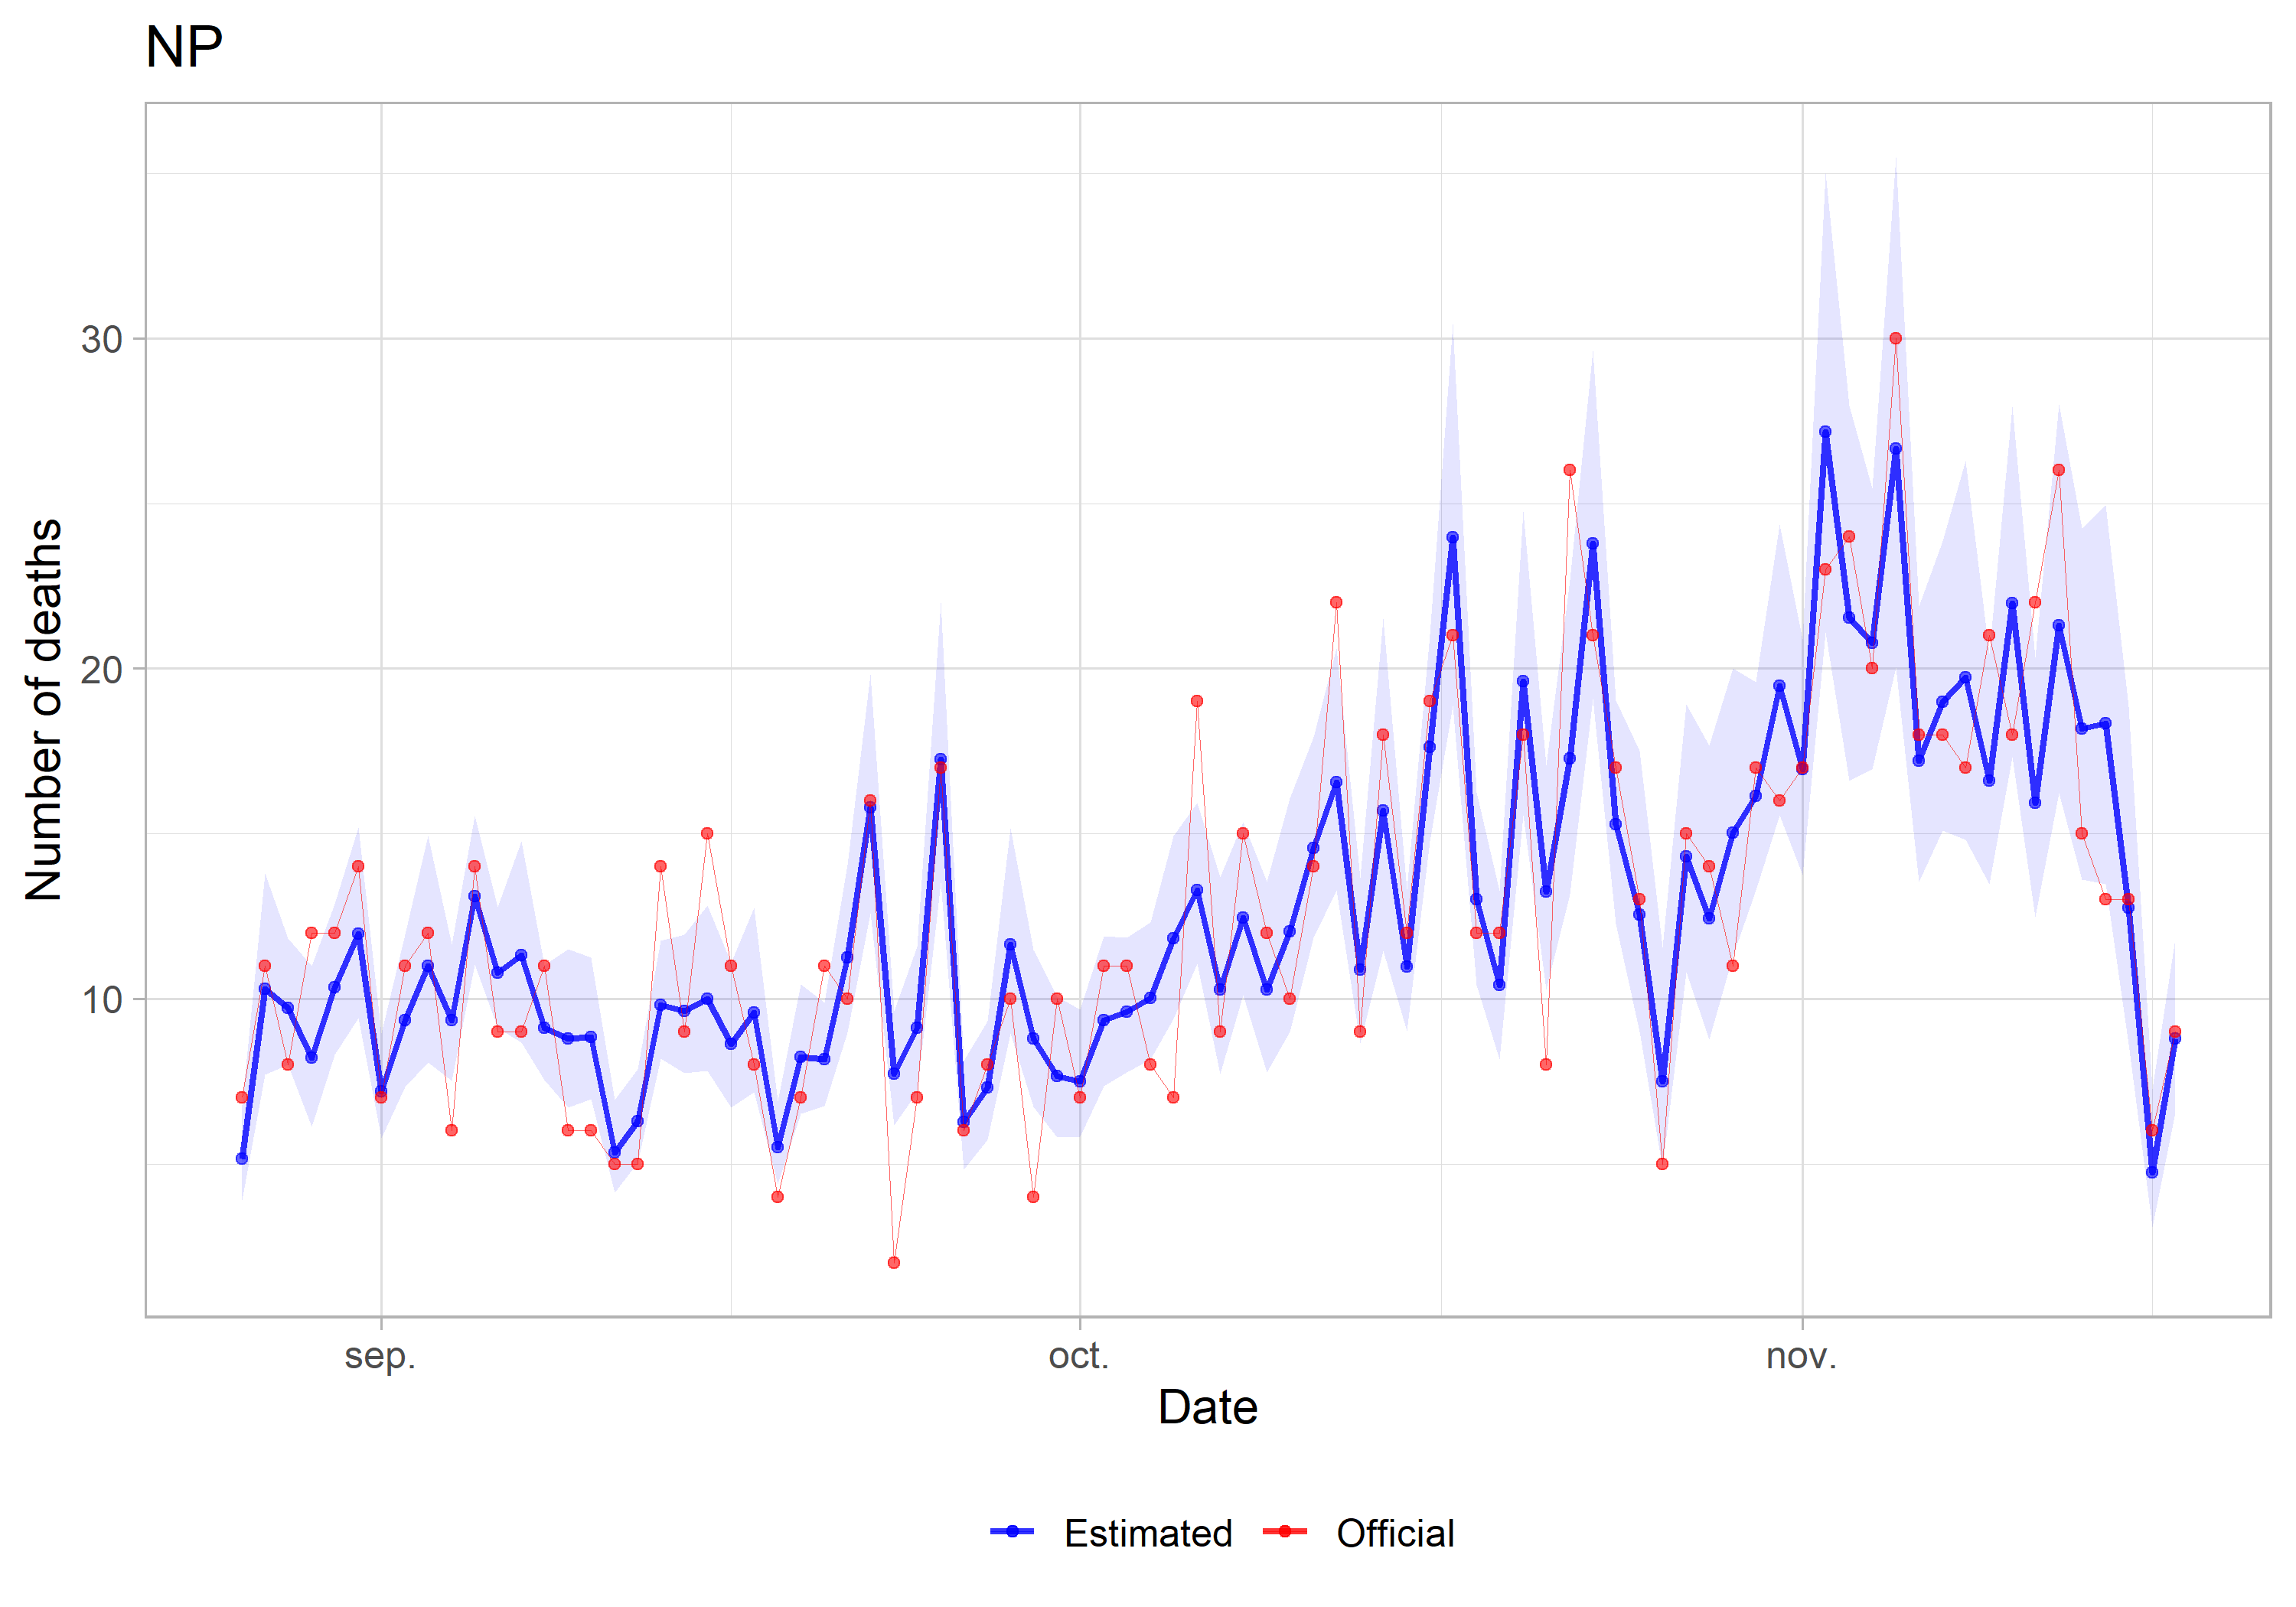 NP
Number of deaths
30
20
10
sep.
oct.
nov.
Date
Estimated
Official